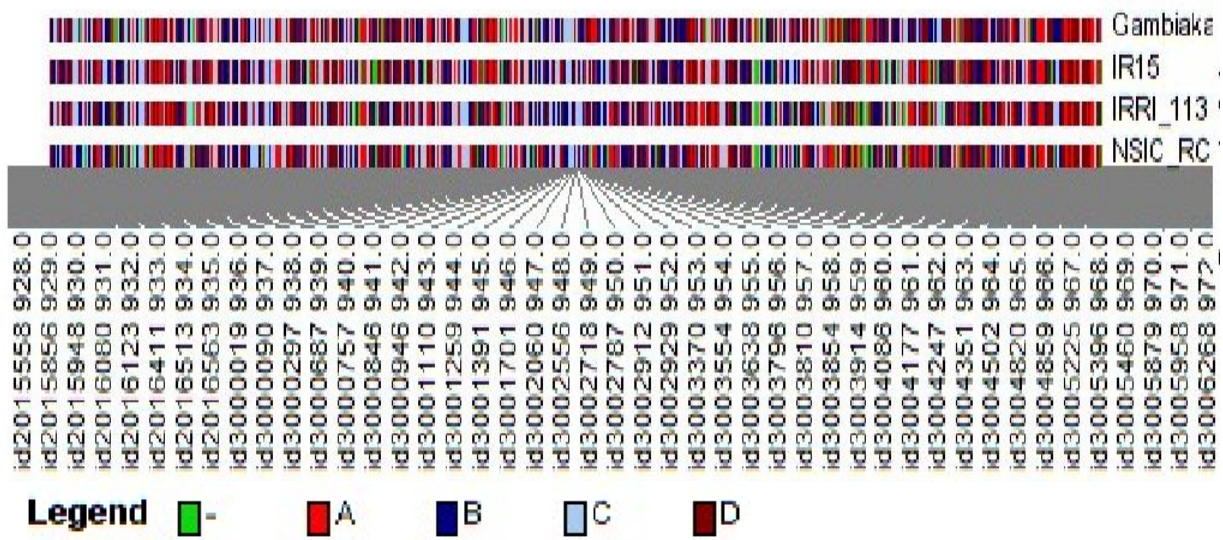 Gambiaka
IR15
IRRI_113
NSIC_RC
id2015558 928.0
id2015856 929.0
id2015948 930.0
id2016080 931.0
id2016123 932.0
id2016411 933.0
id2016513 934.0
id2016563 935.0
id3000019 936.0
id3000090 937.0
id3000297 938.0
id3000687 939.0
id3000757 940.0
id3000846 941.0
id3000946 942.0
id3001110 943.0
id3001259 944.0
id3001391 945.0
id3001701 946.0
id3002060 947.0
id3002556 948.0
id3002718 949.0
id3002787 950.0
id3002912 951.0
id3002929 952.0
id3003370 953.0
id3003554 954.0
id3003638 955.0
id3003796 956.0
id3003810 957.0
id3003854 958.0
id3003914 959.0
id3004086 960.0
id3004177 961.0
id3004247 962.0
id3004351 963.0
id3004502 964.0
id3004820 965.0
id3004859 966.0
id3005225 967.0
id3005396 968.0
id3005460 969.0
id3005879 970.0
id3005958 971.0
id3006268 972.0
Legend - A B C D